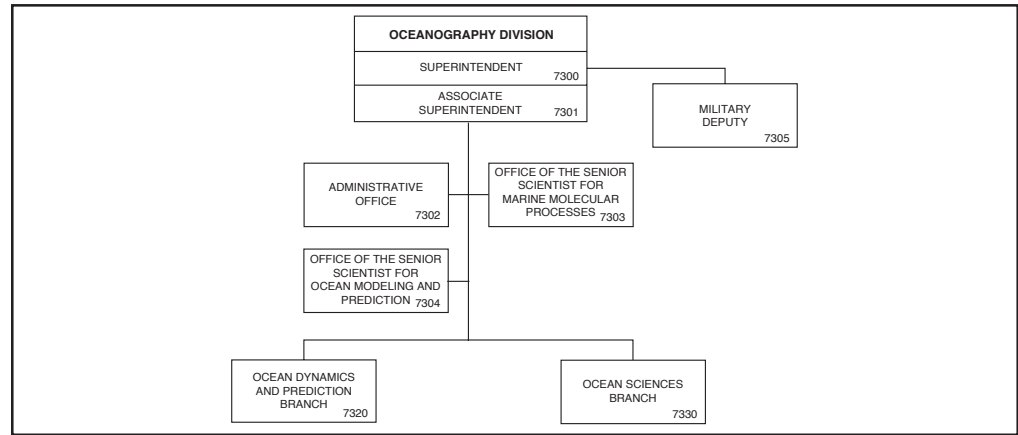 OCEANOGRAPHY DIVISION
SUPERINTENDENT
7300
ASSOCIATE
SUPERINTENDENT
7301
MILITARY
DEPUTY
7305
ADMINISTRATIVE
OFFICE
7302
OFFICE OF THE SENIOR
SCIENTIST FOR
MARINE MOLECULAR
PROCESSES 7303
OFFICE OF THE SENIOR
SCIENTIST FOR
OCEAN MODELING AND
PREDICTION 7304
OCEAN DYNAMICS
AND PREDICTION
BRANCH
7320
OCEAN SCIENCES
BRANCH
7330